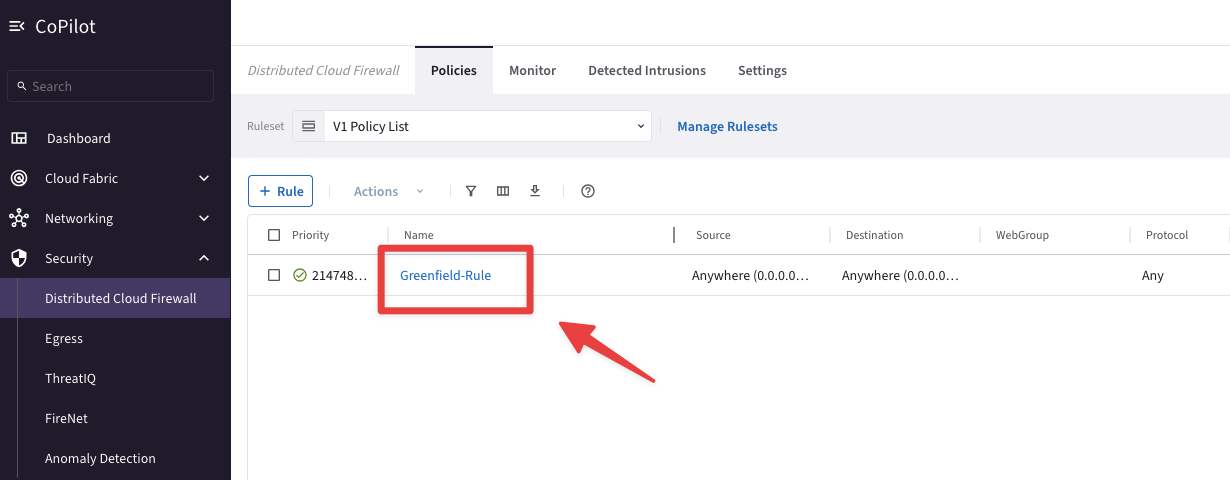 CoPilot
Search
Dashboard
Cloud Fabric
Networking
Security
Distributed Cloud Firewall
Egress
ThreatIQ
FireNet
Anomaly Detection
Distributed Cloud Firewall Policies Monitor Detected Intrusions Settings
Ruleset V1 Policy List Manage Rulesets
+ Rule Actions
Priority Name Source Destination WebGroup Protocol
214748... Greenfield-Rule Anywhere (0.0.0.0... Anywhere (0.0.0.0... Any